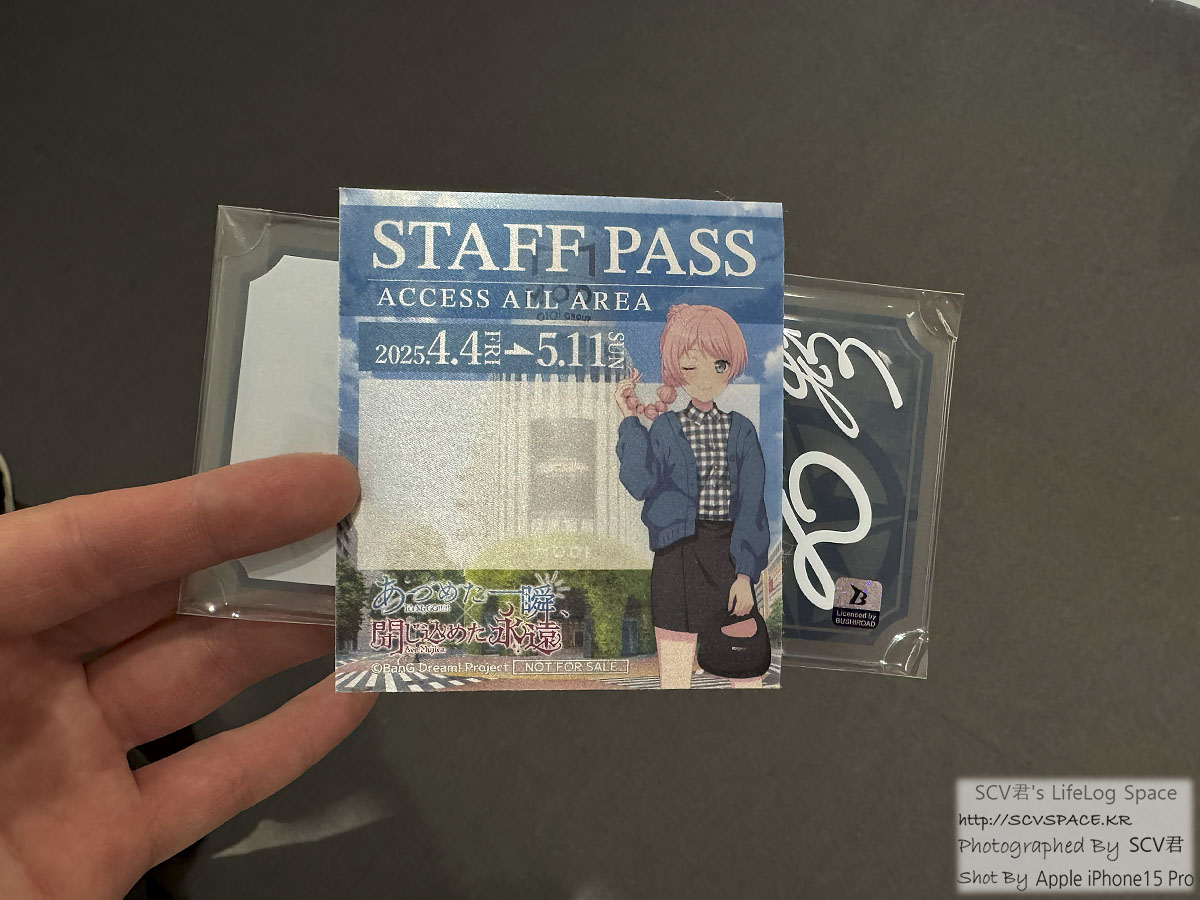 STAFF PASS
ACCESS ALL AREA
2025.4.4 FRI 5.11 SUN
あつめた一瞬、
It's MyGO!!!!!
閉じ込めた永遠
Ave Mujica
©BanG Dream! Project NOT FOR SALE
B
Licensed by
BUSHIROAD
SCV君's LifeLog Space
http://SCVSPACE.KR
Photographed By SCV君
Shot By Apple iPhone15 Pro